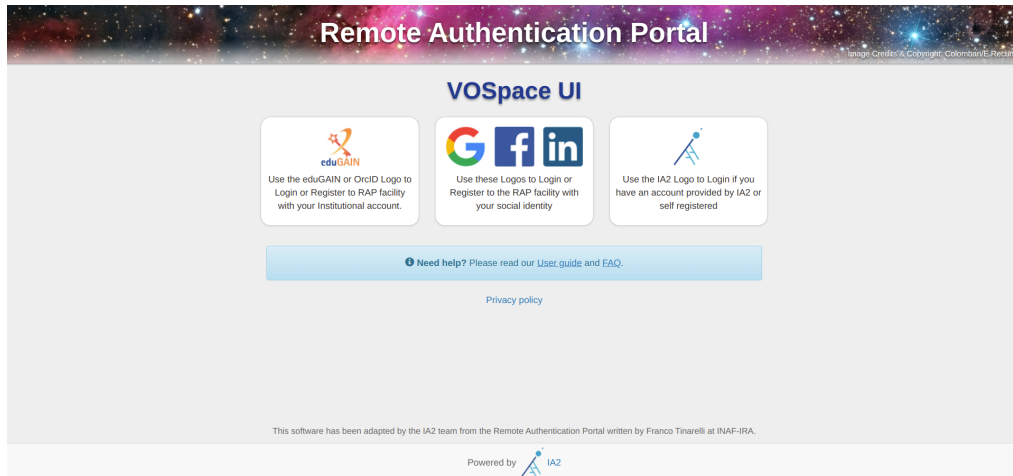 Remote Authentication Portal
Image Credits & Copyright: Colombari/E.Recur
VOSpace UI
eduGAIN
Use the eduGAIN or OrcID Logo to
Login or Register to RAP facility
with your Institutional account.
G f in
Use these Logos to Login or
Register to the RAP facility with
your social identity
Use the IA2 Logo to Login if you
have an account provided by IA2 or
self registered
Need help? Please read our User guide and FAQ.
Privacy policy
This software has been adapted by the IA2 team from the Remote Authentication Portal written by Franco Tinarelli at INAF-IRA.
Powered by IA2